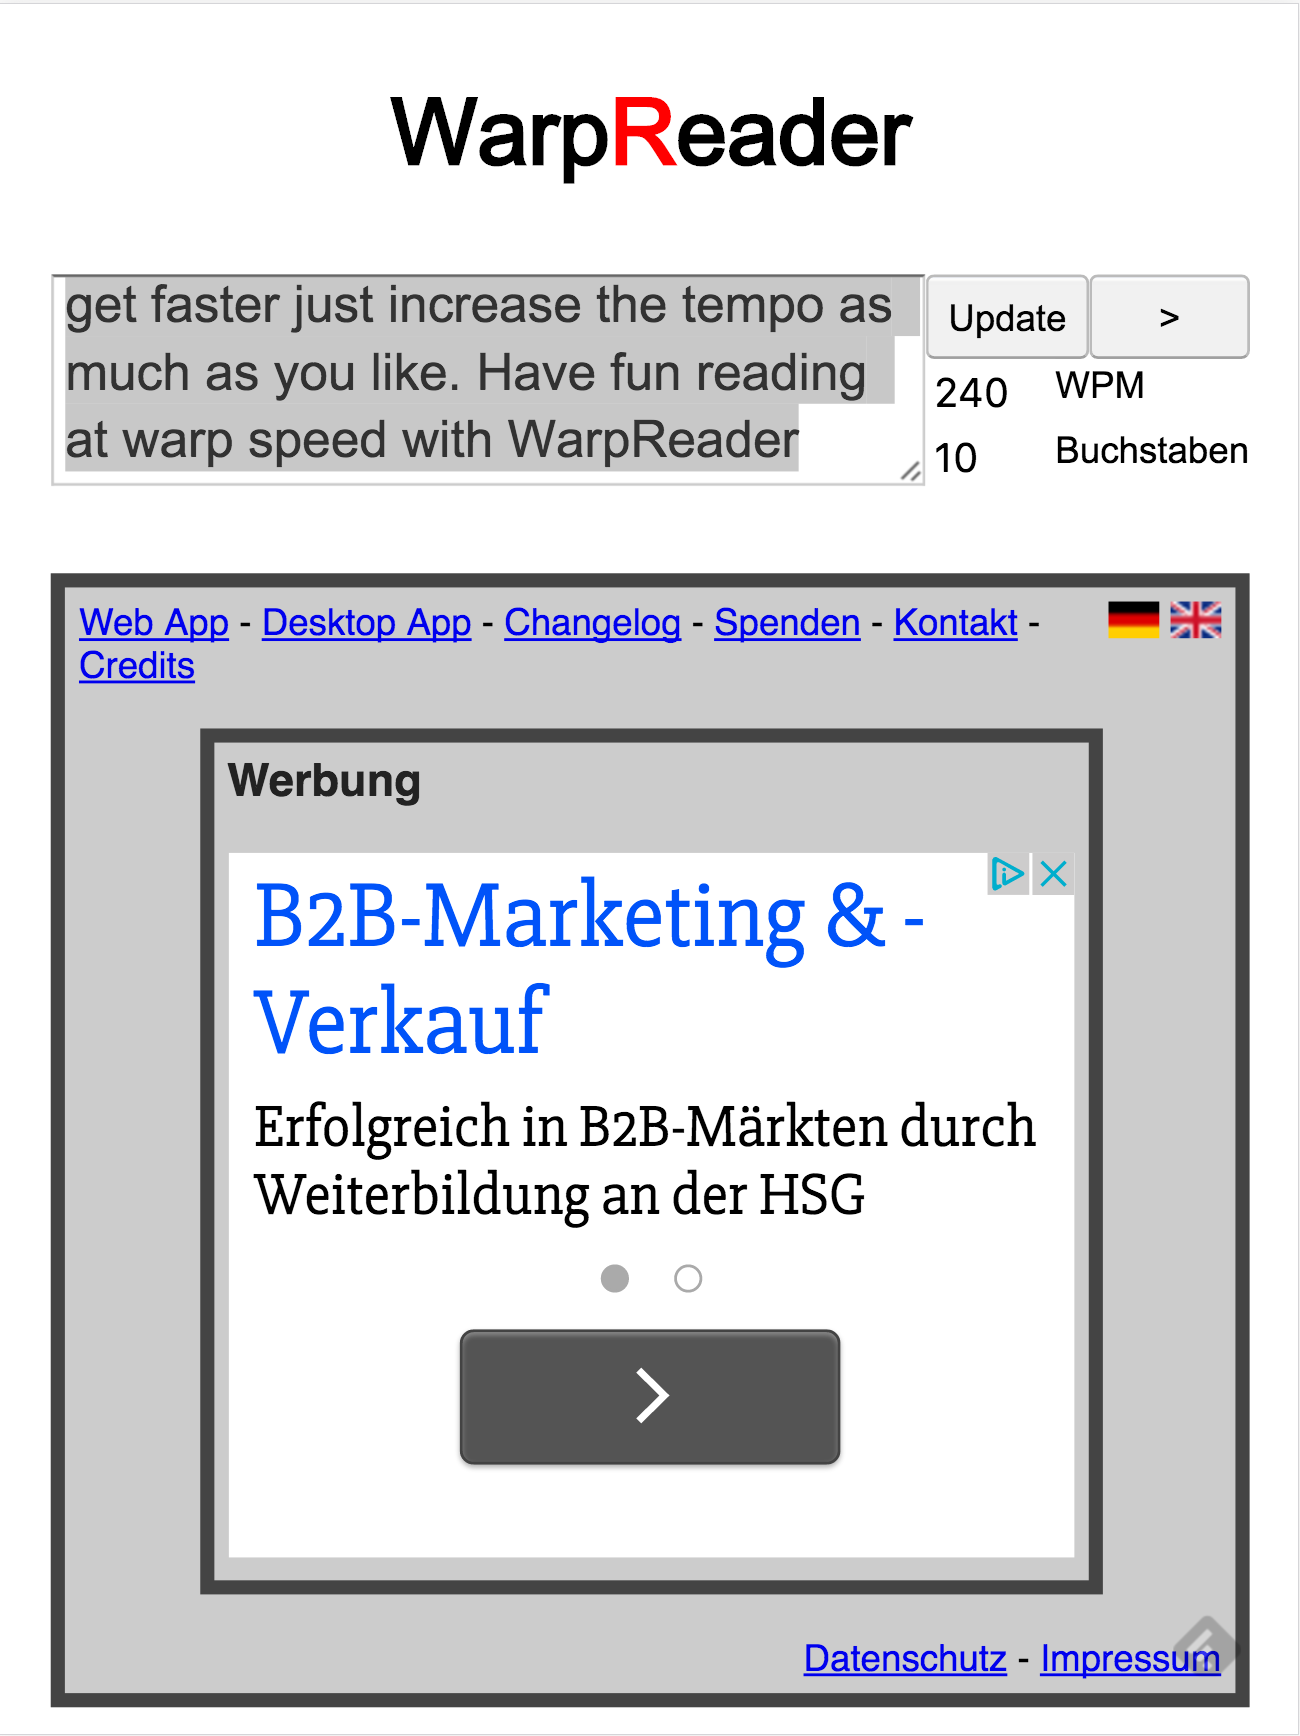 WarpReader
get faster just increase the tempo as
much as you like. Have fun reading
at warp speed with WarpReader
Update
>
240 WPM
10 Buchstaben
Web App - Desktop App - Changelog - Spenden - Kontakt -
Credits
Werbung
B2B-Marketing & -
Verkauf
Erfolgreich in B2B-Märkten durch
Weiterbildung an der HSG
Datenschutz - Impressum